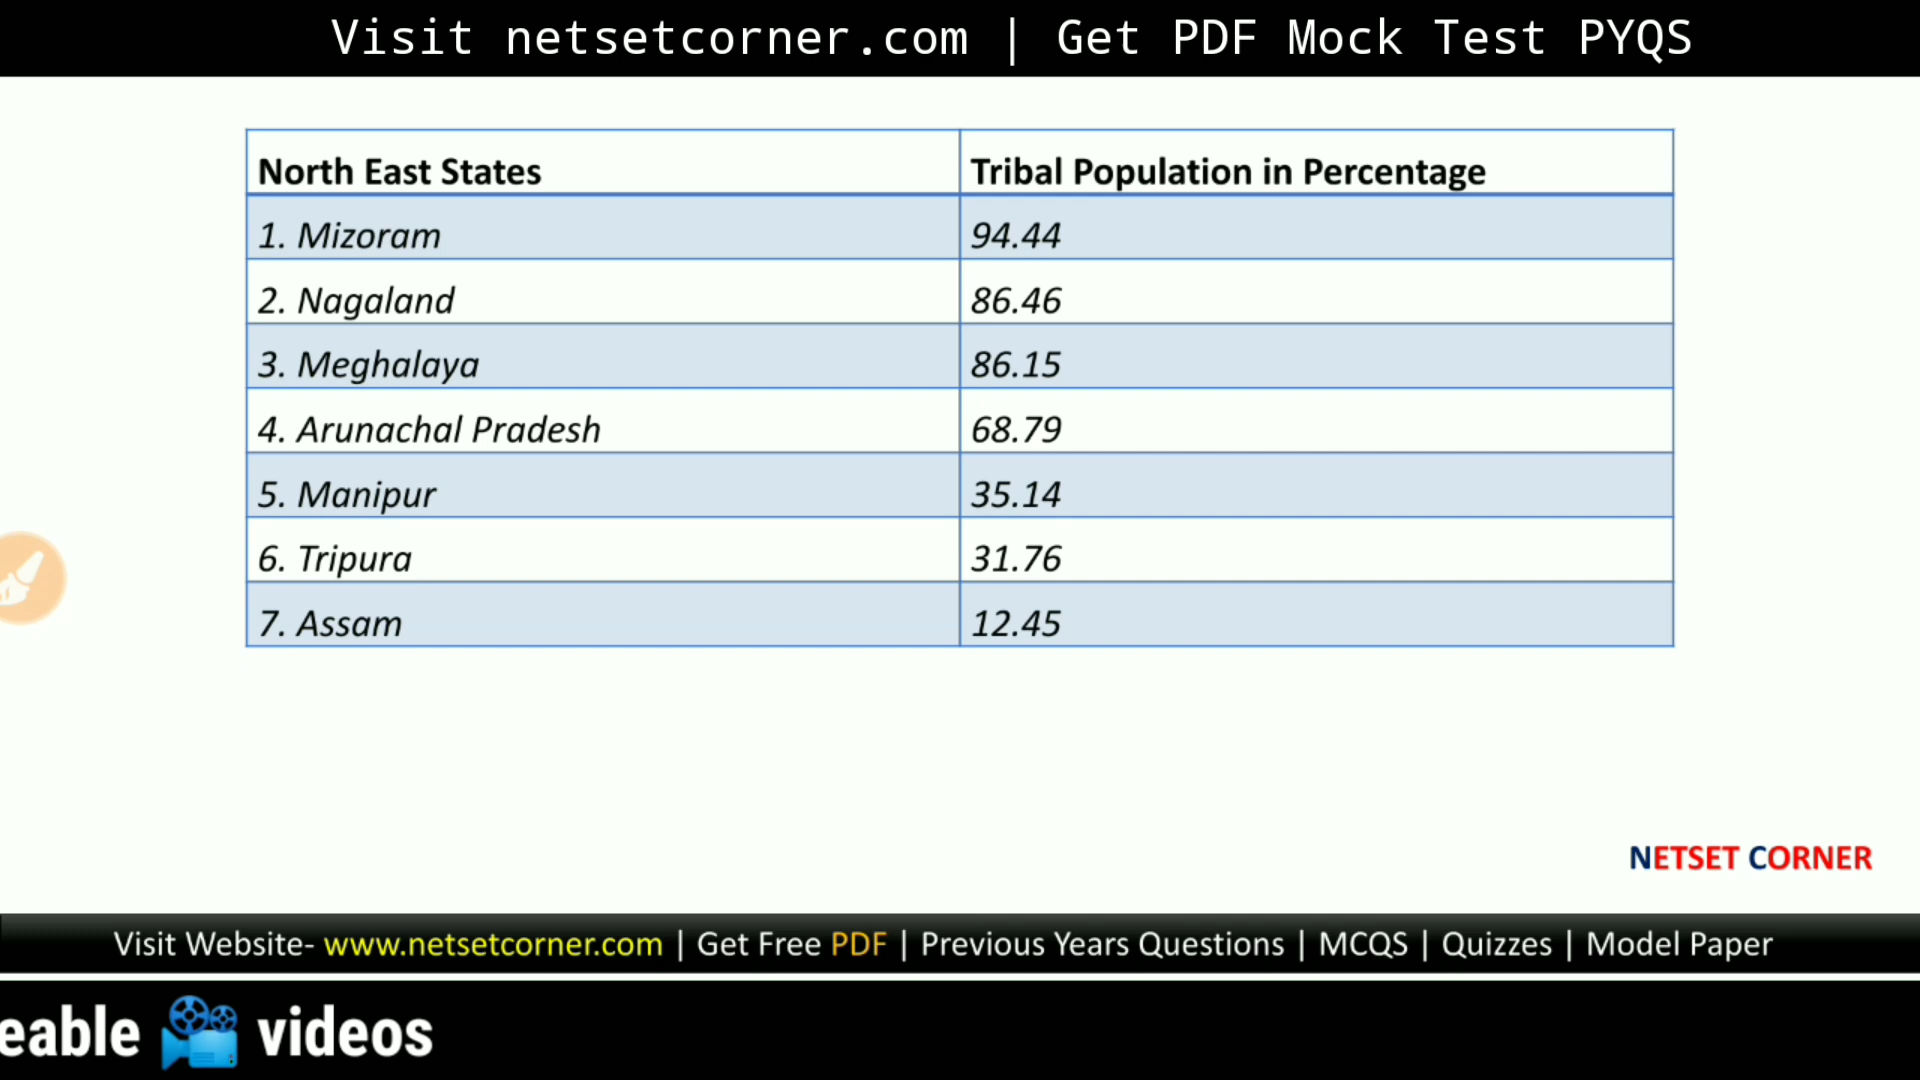 Visit netsetcorner.com | Get PDF Mock Test PYQS
North East States Tribal Population in Percentage
1. Mizoram 94.44
2. Nagaland 86.46
3. Meghalaya 86.15
4. Arunachal Pradesh 68.79
5. Manipur 35.14
6. Tripura 31.76
7. Assam 12.45
NETSET CORNER
Visit Website- www.netsetcorner.com | Get Free PDF | Previous Years Questions | MCQS | Quizzes | Model Paper
eable videos